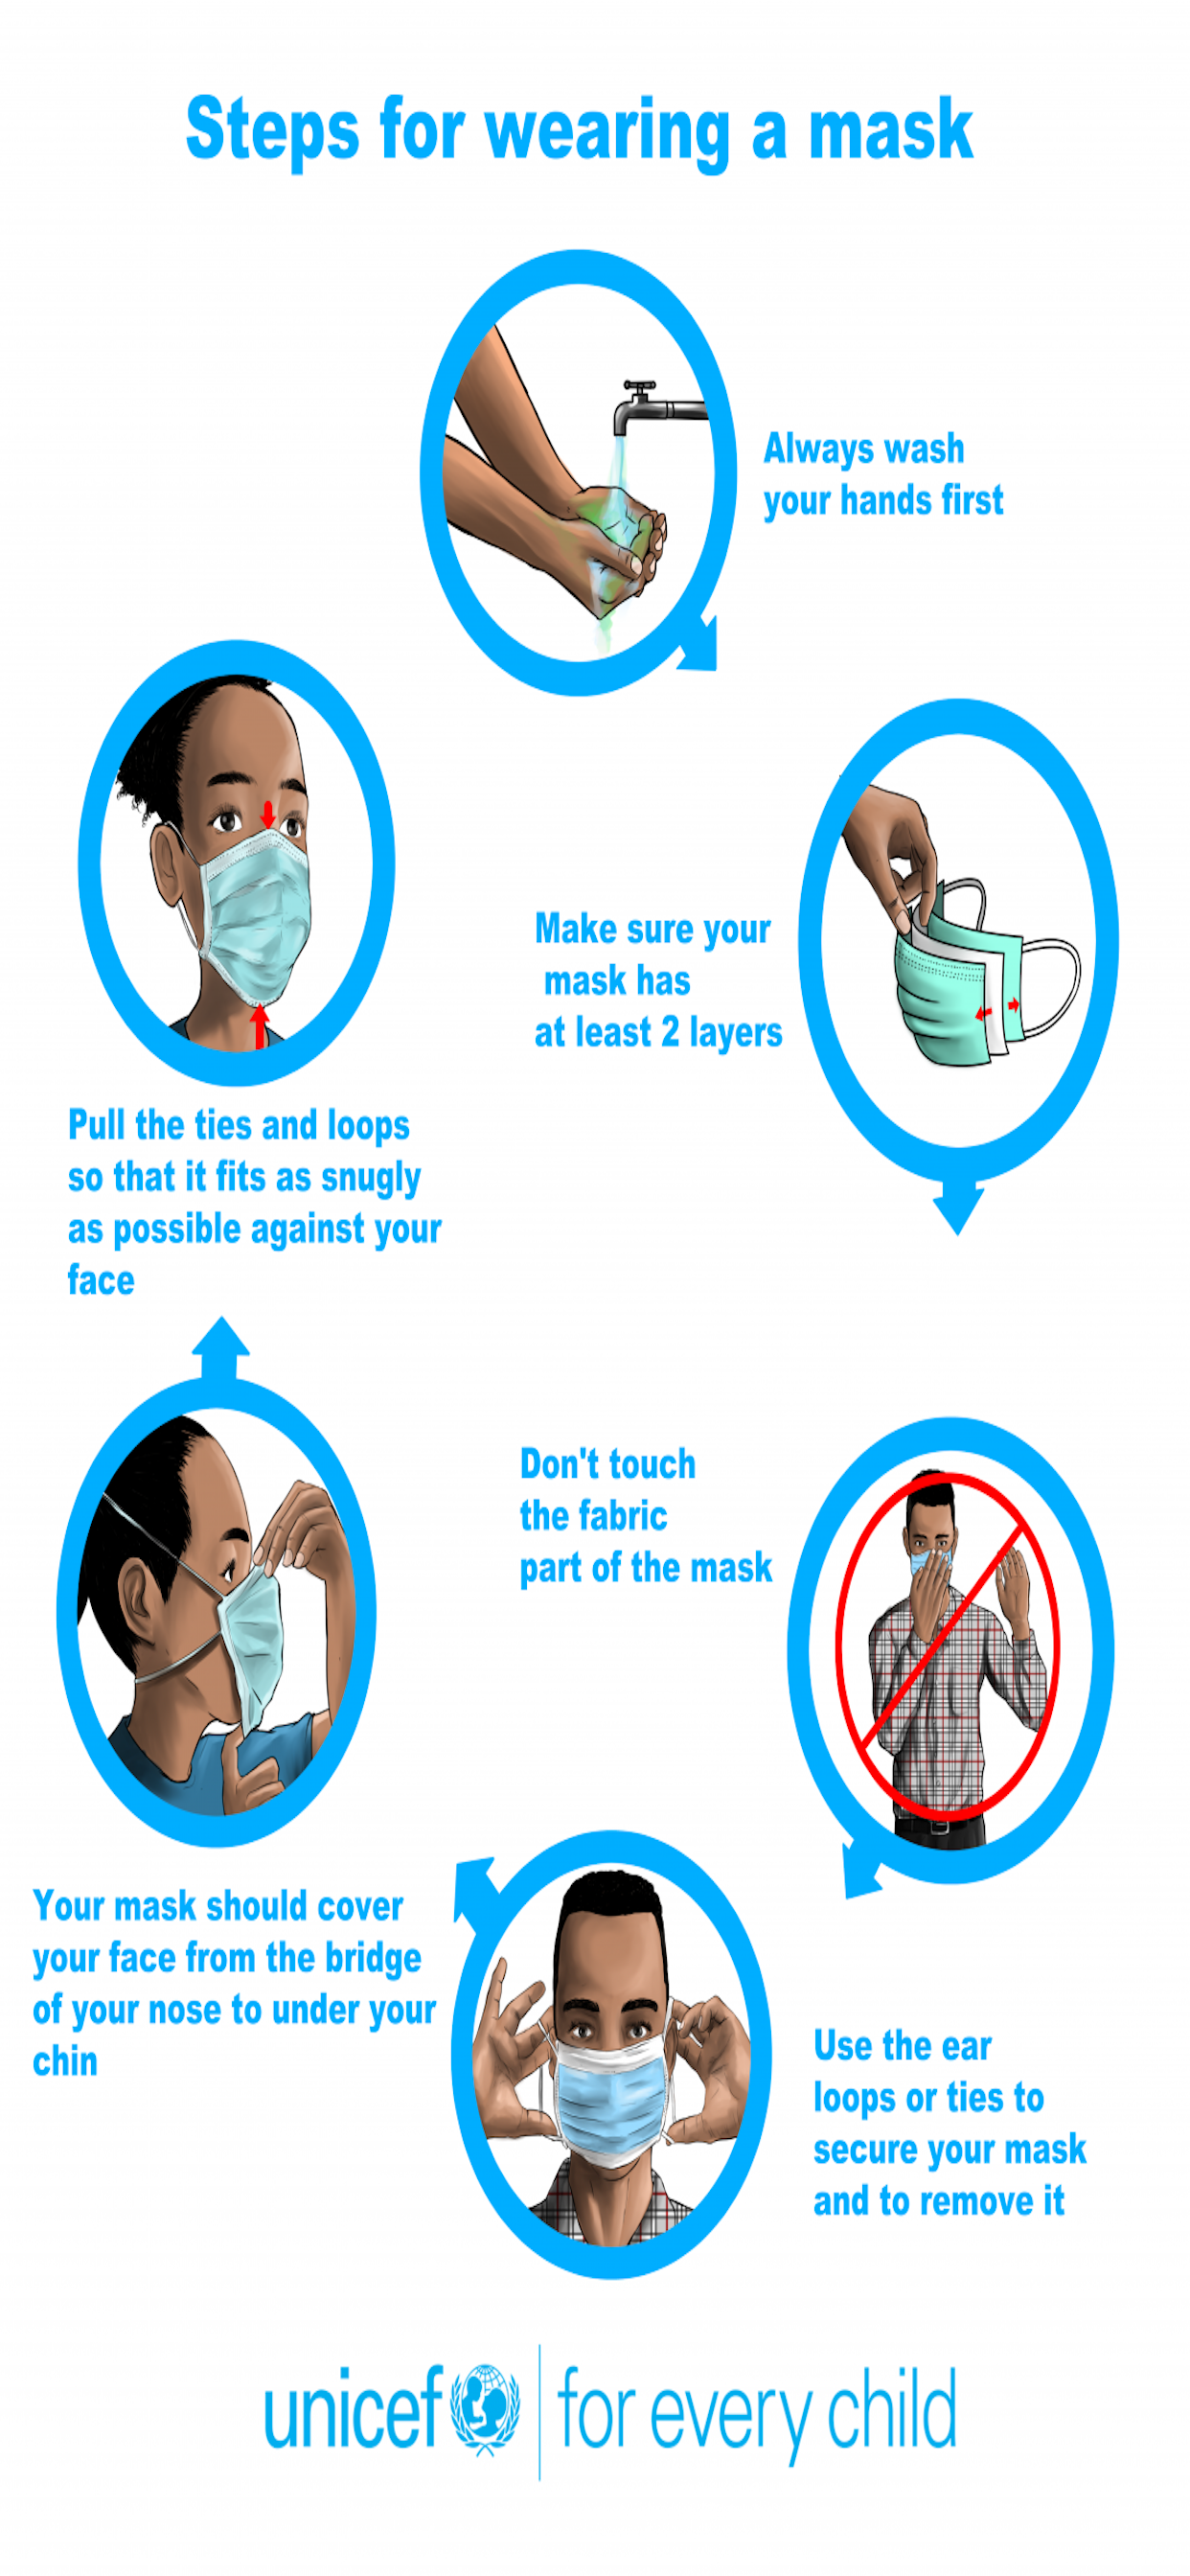 Steps for wearing a mask
Always wash
your hands first
Make sure your
mask has
at least 2 layers
Don't touch
the fabric
part of the mask
Use the ear
loops or ties to
secure your mask
and to remove it
Your mask should cover
your face from the bridge
of your nose to under your
chin
Pull the ties and loops
so that it fits as snugly
as possible against your
face
unicef for every child